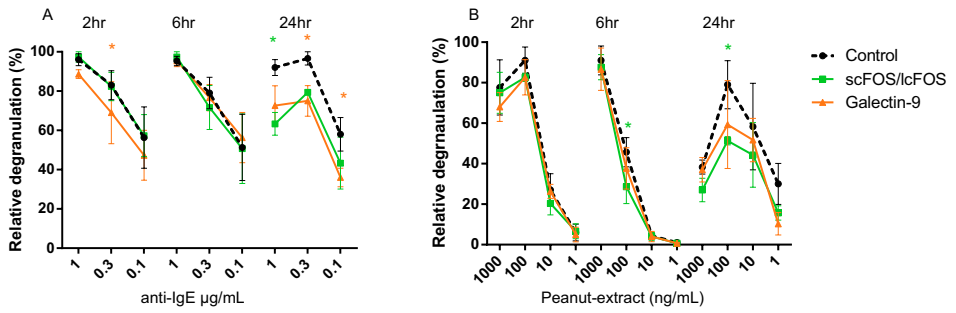 A
2hr 6hr 24hr
* * * *
Relative degranulation (%)
100
80
60
40
20
0
1 0.3 0.1 1 0.3 0.1 1 0.3 0.1
anti-IgE µg/mL
B
2hr 6hr 24hr
* *
Relative degrnaulation (%)
100
80
60
40
20
0
1000 100 10 1 1000 100 10 1 1000 100 10 1
Peanut-extract (ng/mL)
Control
scFOS/lcFOS
Galectin-9